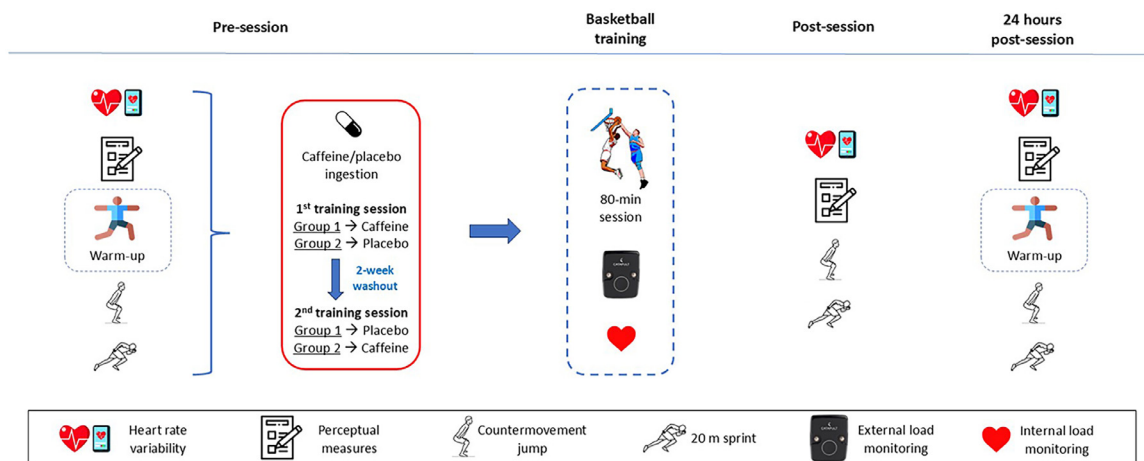 Pre-session
Basketball
training
Post-session
24 hours
post-session
Caffeine/placebo
ingestion
1st training session
Group 1 → Caffeine
Group 2 → Placebo
2-week
washout
2nd training session
Group 1 → Placebo
Group 2 → Caffeine
Warm-up
80-min
session
CATAPULT
Warm-up
Heart rate
variability
Perceptual
measures
Countermovement
jump
20 m sprint
CATAPULT
External load
monitoring
Internal load
monitoring